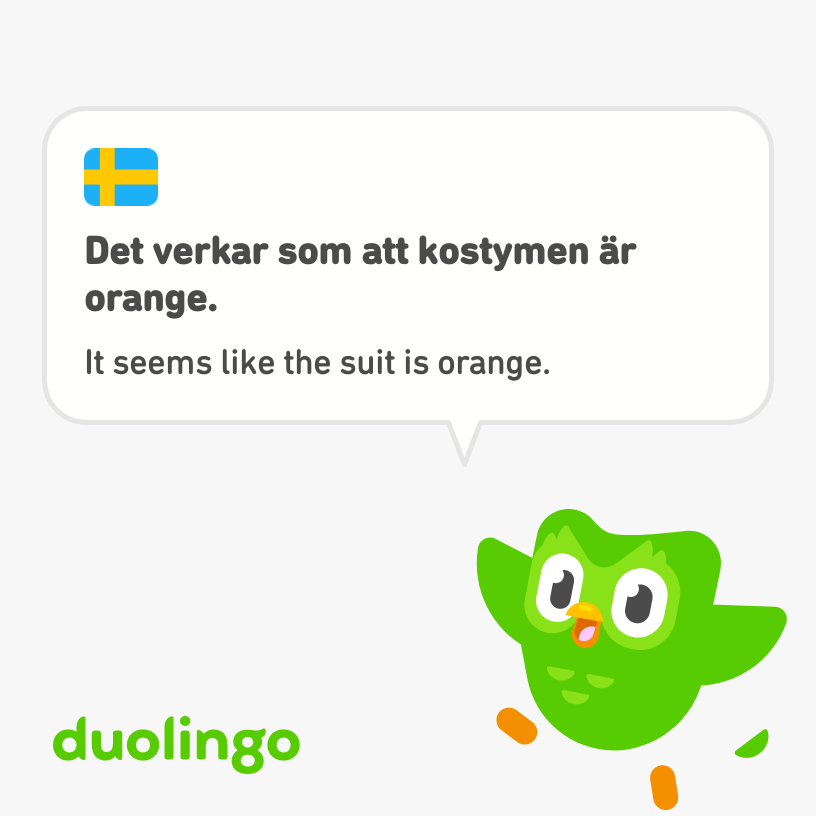 Det verkar som att kostymen är
orange.
It seems like the suit is orange.
duolingo